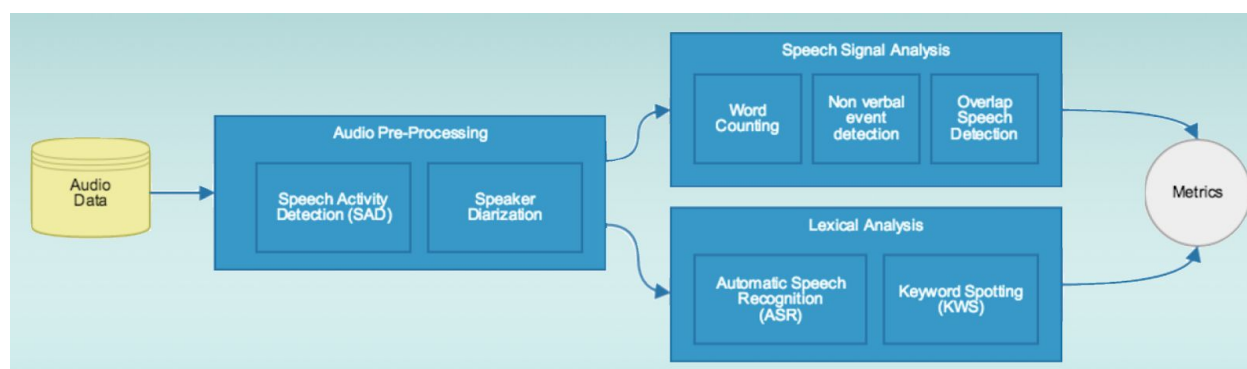 Audio
Data
Audio Pre-Processing
Speech Activity
Detection (SAD)
Speaker
Diarization
Speech Signal Analysis
Word
Counting
Non verbal
event
detection
Overlap
Speech
Detection
Lexical Analysis
Automatic Speech
Recognition
(ASR)
Keyword Spotting
(KWS)
Metrics